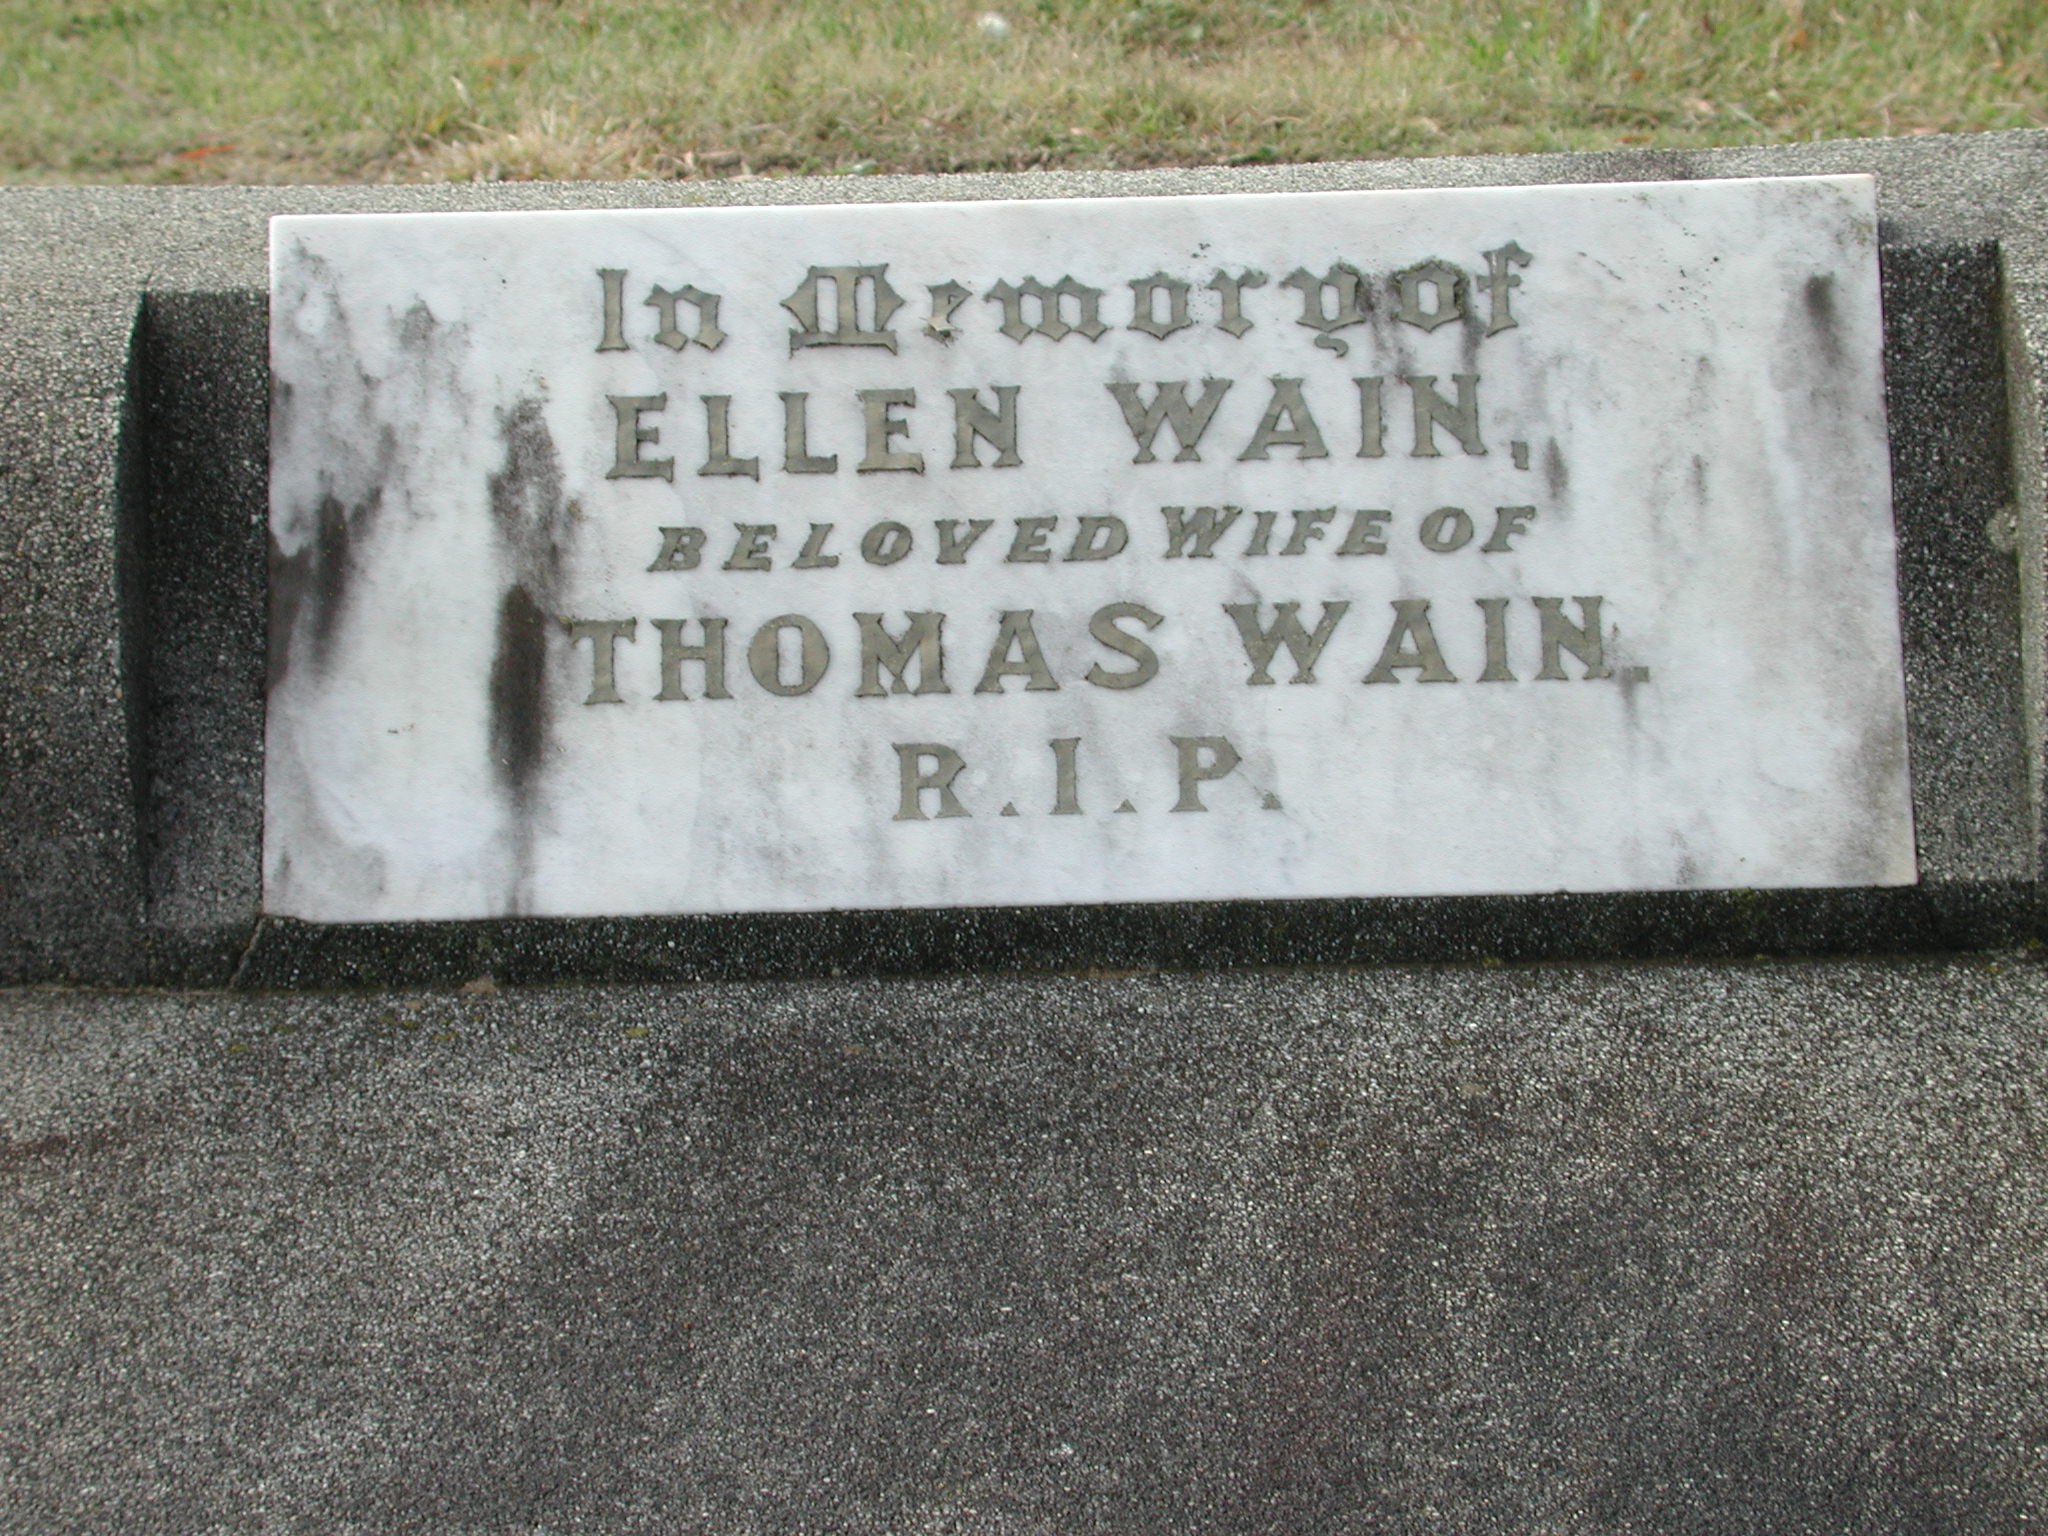 In Memory of
ELLEN WAIN,
BELOVED WIFE OF
THOMAS WAIN.
R.I.P.